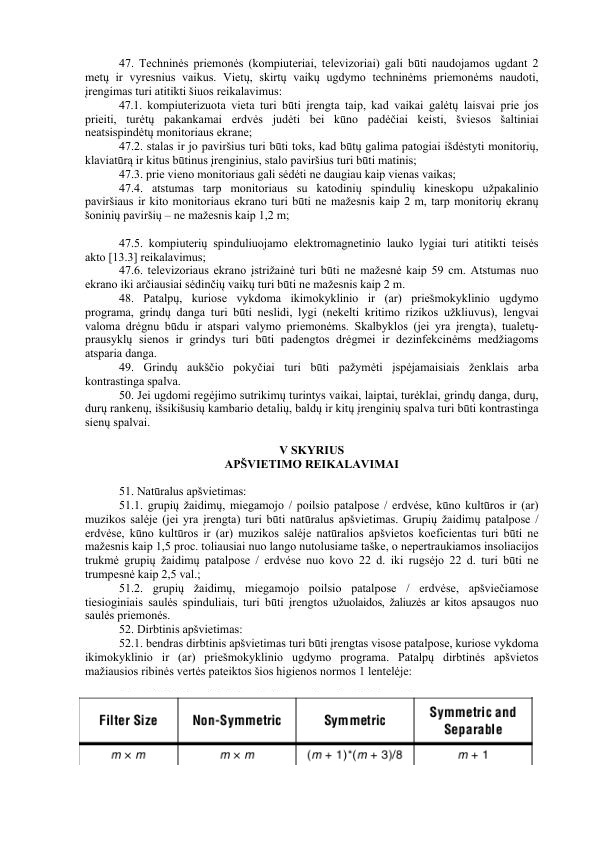 47. Techninės priemonės (kompiuteriai, televizoriai) gali būti naudojamos ugdant 2
metų ir vyresnius vaikus. Vietų, skirtų vaikų ugdymo techninėms priemonėms naudoti,
įrengimas turi atitikti šiuos reikalavimus:
47.1. kompiuterizuota vieta turi būti įrengta taip, kad vaikai galėtų laisvai prie jos
prieiti, turėtų pakankamai erdvės judėti bei kūno padėčiai keisti, šviesos šaltiniai
neatsispindėtų monitoriaus ekrane;
47.2. stalas ir jo paviršius turi būti toks, kad būtų galima patogiai išdėstyti monitorių,
klaviatūrą ir kitus būtinus įrenginius, stalo paviršius turi būti matinis;
47.3. prie vieno monitoriaus gali sėdėti ne daugiau kaip vienas vaikas;
47.4. atstumas tarp monitoriaus su katodinių spindulių kineskopu užpakalinio
paviršiaus ir kito monitoriaus ekrano turi būti ne mažesnis kaip 2 m, tarp monitorių ekranų
šoninių paviršių – ne mažesnis kaip 1,2 m;
47.5. kompiuterių spinduliuojamo elektromagnetinio lauko lygiai turi atitikti teisės
akto [13.3] reikalavimus;
47.6. televizoriaus ekrano įstrižainė turi būti ne mažesnė kaip 59 cm. Atstumas nuo
ekrano iki arčiausiai sėdinčių vaikų turi būti ne mažesnis kaip 2 m.
48. Patalpų, kuriose vykdoma ikimokyklinio ir (ar) priešmokyklinio ugdymo
programa, grindų danga turi būti neslidi, lygi (nekelti kritimo rizikos užkliuvus), lengvai
valoma drėgnu būdu ir atspari valymo priemonėms. Skalbyklos (jei yra įrengta), tualetų-
prausyklų sienos ir grindys turi būti padengtos drėgmei ir dezinfekcinėms medžiagoms
atsparia danga.
49. Grindų aukščio pokyčiai turi būti pažymėti įspėjamaisiais ženklais arba
kontrastinga spalva.
50. Jei ugdomi regėjimo sutrikimų turintys vaikai, laiptai, turėklai, grindų danga, durų,
durų rankenų, išsikišusių kambario detalių, baldų ir kitų įrenginių spalva turi būti kontrastinga
sienų spalvai.
V SKYRIUS
APŠVIETIMO REIKALAVIMAI
51. Natūralus apšvietimas:
51.1. grupių žaidimų, miegamojo / poilsio patalpose / erdvėse, kūno kultūros ir (ar)
muzikos salėje (jei yra įrengta) turi būti natūralus apšvietimas. Grupių žaidimų patalpose /
erdvėse, kūno kultūros ir (ar) muzikos salėje natūralios apšvietos koeficientas turi būti ne
mažesnis kaip 1,5 proc. toliausiai nuo lango nutolusiame taške, o nepertraukiamos insoliacijos
trukmė grupių žaidimų patalpose / erdvėse nuo kovo 22 d. iki rugsėjo 22 d. turi būti ne
trumpesnė kaip 2,5 val.;
51.2. grupių žaidimų, miegamojo poilsio patalpose / erdvėse, apšviečiamose
tiesioginiais saulės spinduliais, turi būti įrengtos užuolaidos, žaliuzės ar kitos apsaugos nuo
saulės priemonės.
52. Dirbtinis apšvietimas:
52.1. bendras dirbtinis apšvietimas turi būti įrengtas visose patalpose, kuriose vykdoma
ikimokyklinio ir (ar) priešmokyklinio ugdymo programa. Patalpų dirbtinės apšvietos
mažiausios ribinės vertės pateiktos šios higienos normos 1 lentelėje:
Filter Size Non-Symmetric Symmetric Symmetric and
Separable
m × m m × m (m + 1)*(m + 3)/8 m + 1